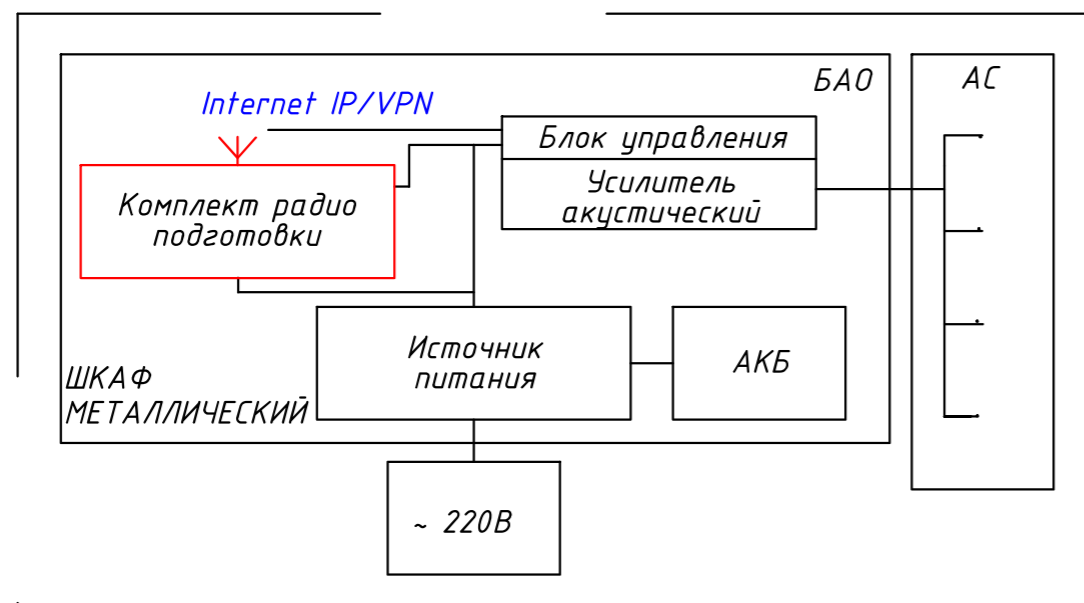 БАО
АС
Internet IP/VPN
Блок управления
Усилитель
акустический
Комплект радио
подготовки
Источник
питания
АКБ
ШКАФ
МЕТАЛЛИЧЕСКИЙ
~ 220В